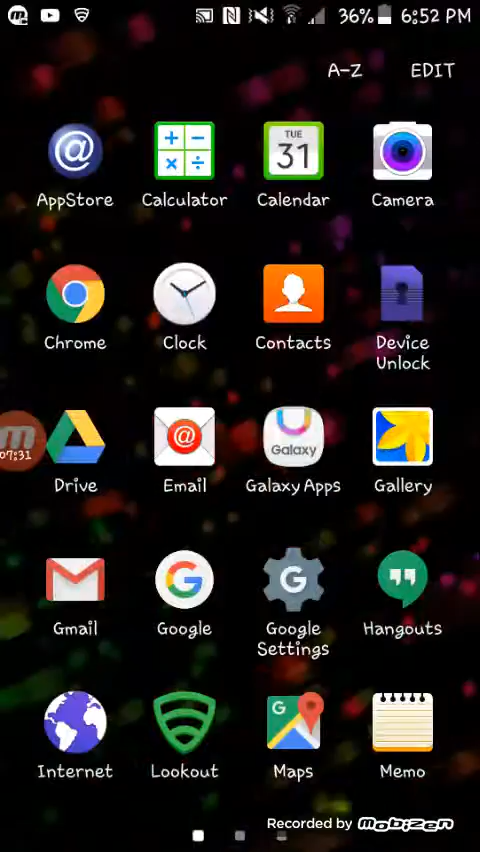 36% 6:52 PM
A-Z EDIT
TUE
31
AppStore Calculator Calendar Camera
Chrome Clock Contacts Device Unlock
07:31
Galaxy
Drive Email Galaxy Apps Gallery
G
G
Gmail Google Google Settings Hangouts
G
Internet Lookout Maps Memo
Recorded by mobizen